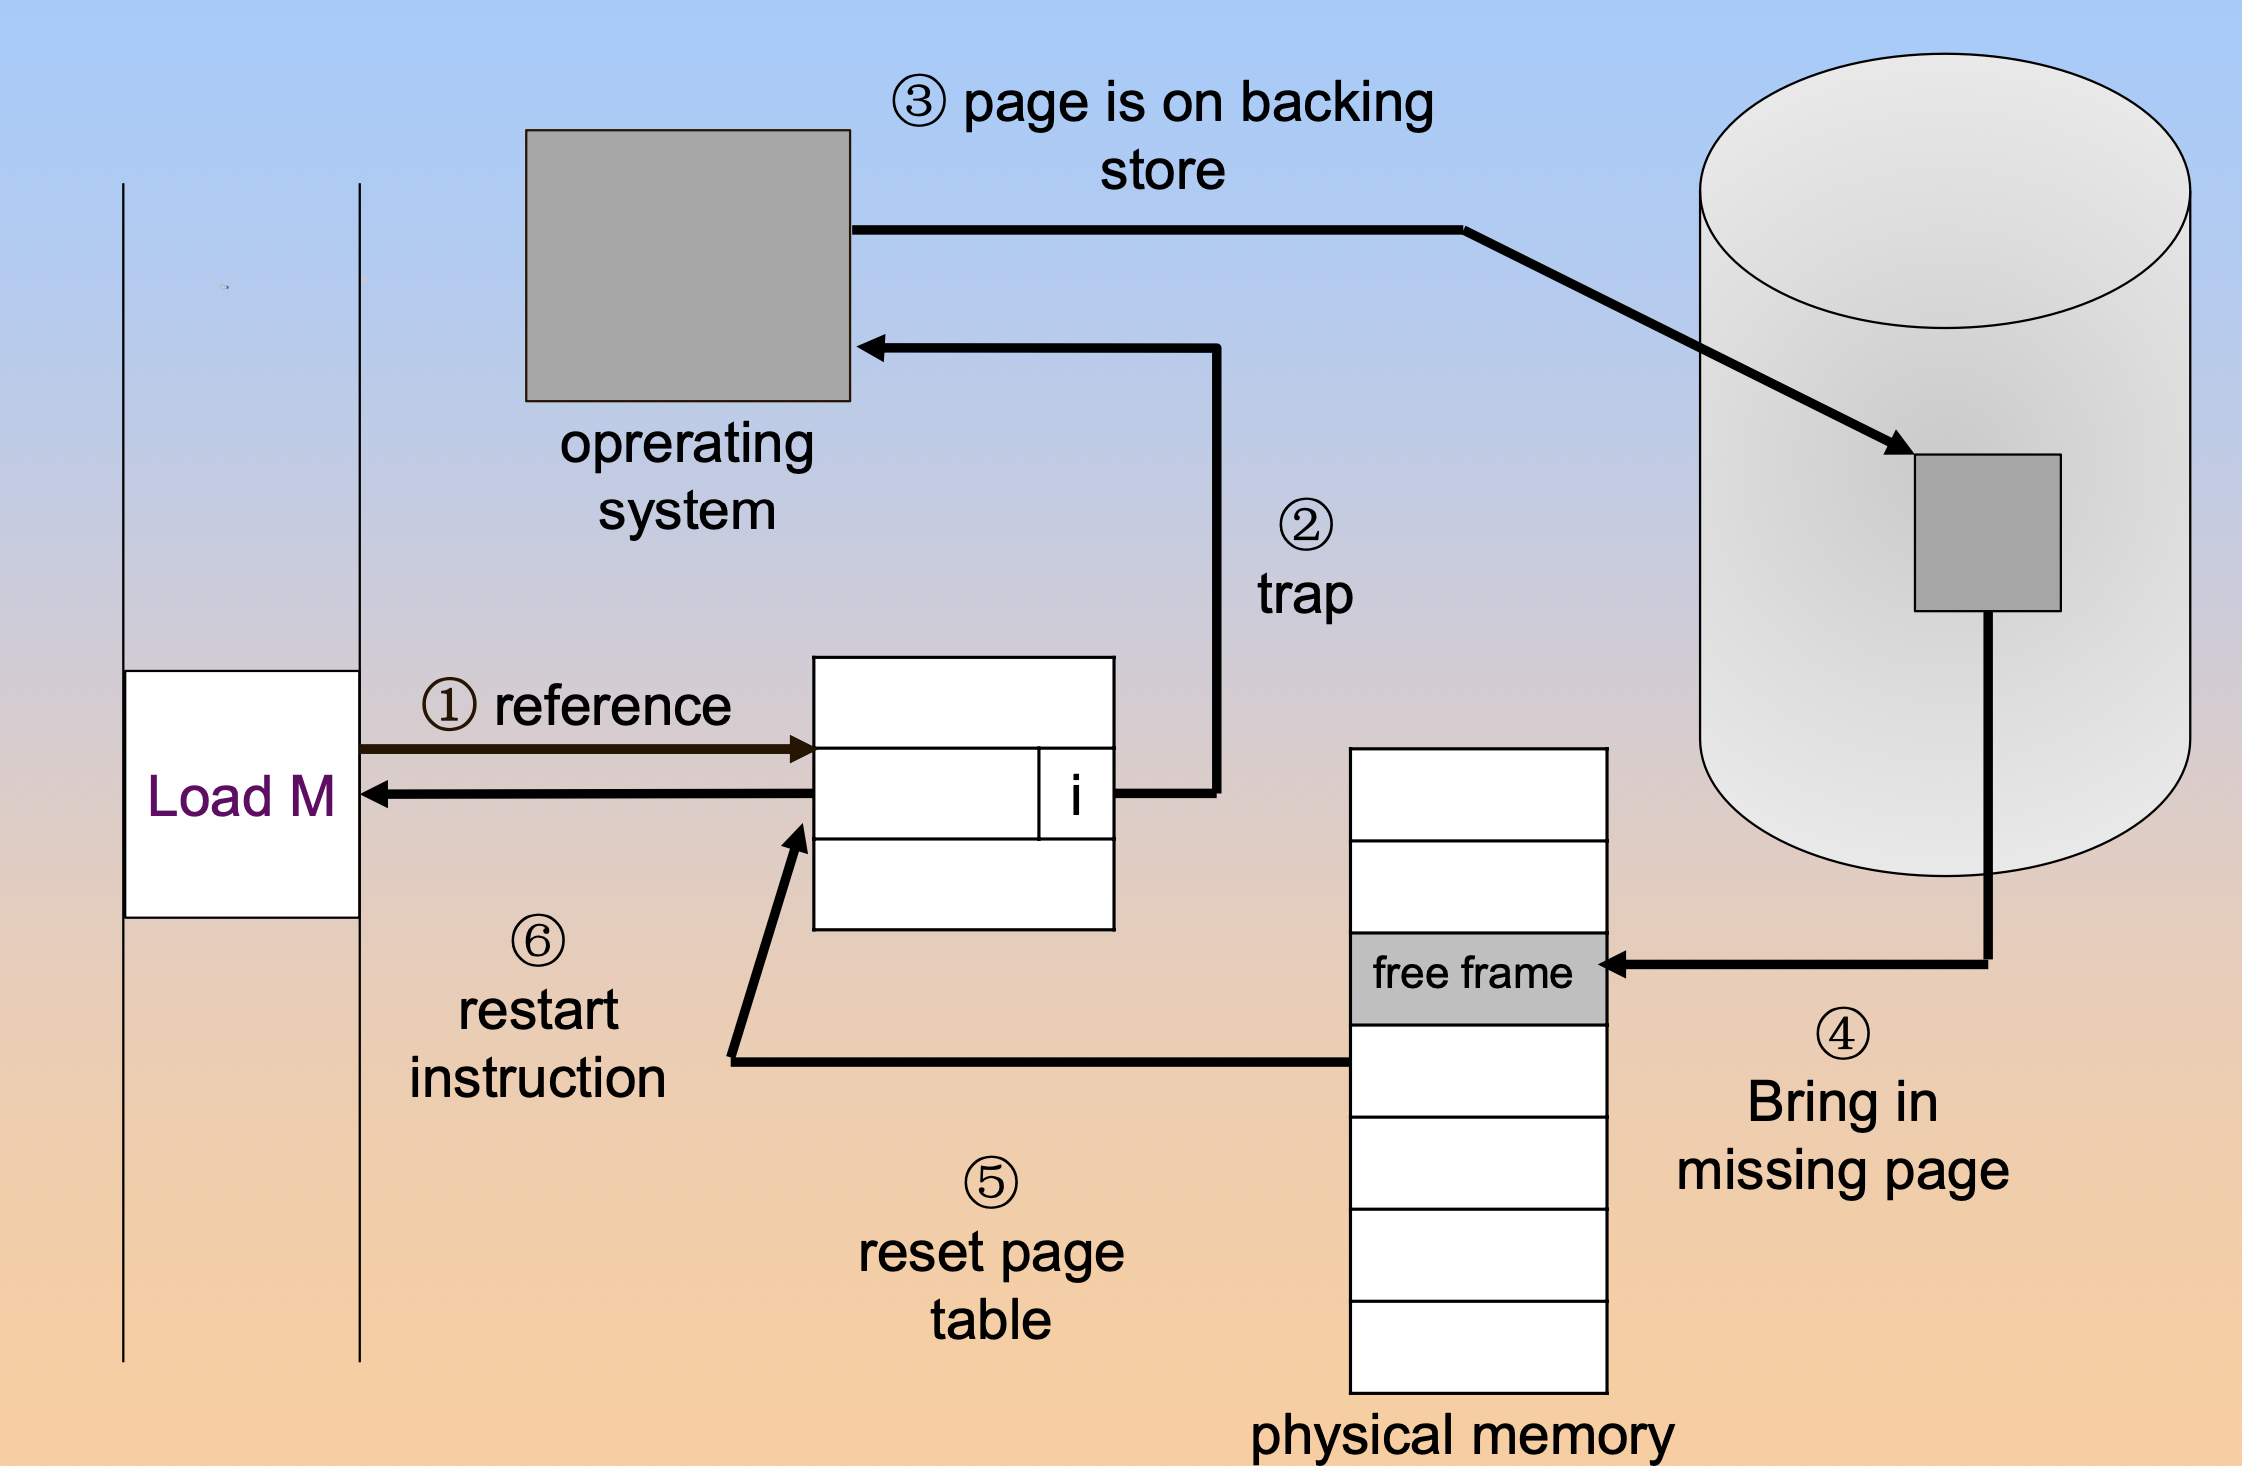 ③ page is on backing
store
oprerating
system
②
trap
① reference
Load M
i
⑥
restart
instruction
free frame
④
Bring in
missing page
⑤
reset page
table
physical memory